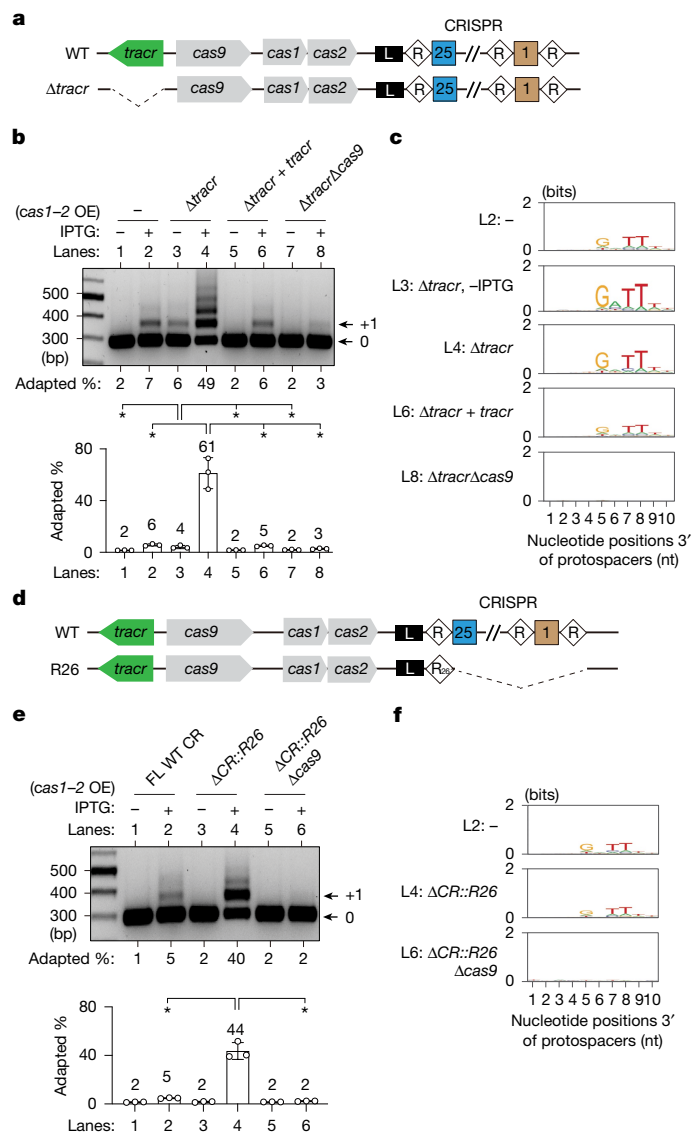 a
CRISPR
WT tracr cas9 cas1 cas2 L R 25 // R 1 R
Δtracr cas9 cas1 cas2 L R 25 // R 1 R
b
(cas1–2 OE) – Δtracr Δtracr + tracr ΔtracrΔcas9
IPTG: – + – + – + – +
Lanes: 1 2 3 4 5 6 7 8
500
400
+1
300
0
(bp)
Adapted %: 2 7 6 49 2 6 2 3
* * * * * *
Adapted %
80
40
0
2 6 4 61 2 5 2 3
Lanes: 1 2 3 4 5 6 7 8
c
(bits)
2
0
L2: –
G TT
2
0
L3: Δtracr, –IPTG
G A T T
2
0
L4: Δtracr
G T T
2
0
L6: Δtracr + tracr
G TT
2
0
L8: ΔtracrΔcas9
1 2 3 4 5 6 7 8 9 10
Nucleotide positions 3′
of protospacers (nt)
d
CRISPR
WT tracr cas9 cas1 cas2 L R 25 // R 1 R
R26 tracr cas9 cas1 cas2 L R26
e
(cas1–2 OE) FL WT CR ΔCR::R26 ΔCR::R26
Δcas9
IPTG: – + – + – +
Lanes: 1 2 3 4 5 6
500
400
+1
300
0
(bp)
Adapted %: 1 5 2 40 2 2
* *
Adapted %
80
40
0
2 5 2 44 2 2
Lanes: 1 2 3 4 5 6
f
(bits)
2
0
L2: –
G TT
2
0
L4: ΔCR::R26
G TT
2
0
L6: ΔCR::R26
Δcas9
1 2 3 4 5 6 7 8 9 10
Nucleotide positions 3′
of protospacers (nt)